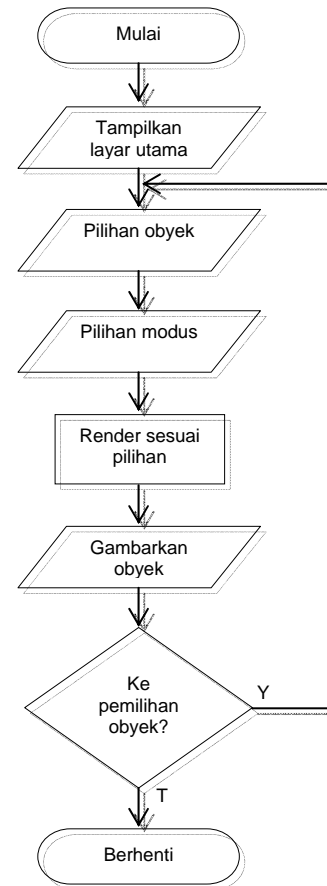 Mulai
Tampilkan
layar utama
Pilihan obyek
Pilihan modus
Render sesuai
pilihan
Gambarkan
obyek
Ke
pemilihan
obyek?
Y
T
Berhenti